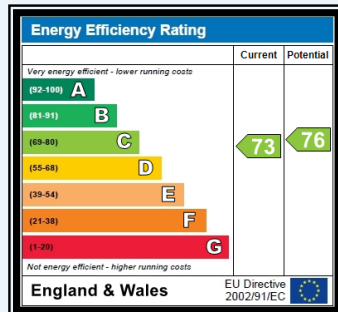 Energy Efficiency Rating
Current Potential
Very energy efficient - lower running costs
(92-100) A
(81-91) B
(69-80) C
73 76
(55-68) D
(39-54) E
(21-38) F
(1-20) G
Not energy efficient - higher running costs
England & Wales
EU Directive
2002/91/EC